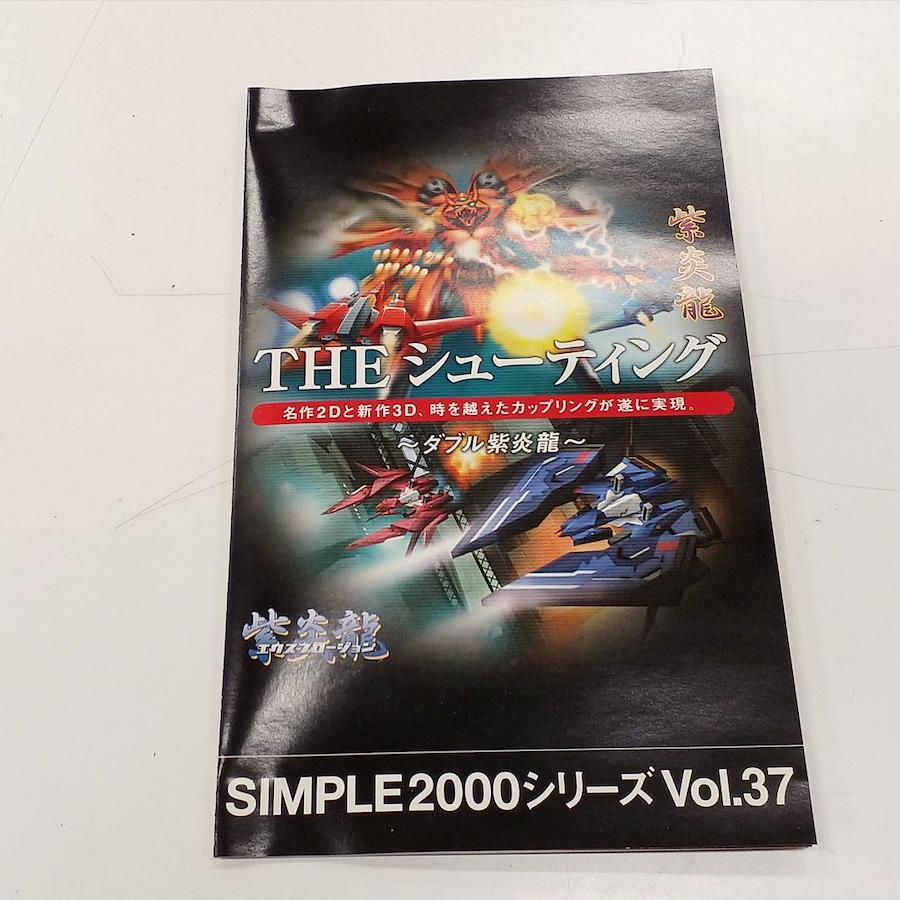 紫炎龍
THE シューティング
名作2Dと新作3D、時を越えたカップリングが遂に実現。
～ダブル紫炎龍～
紫炎龍
エクスプロージョン
SIMPLE2000シリーズ Vol.37